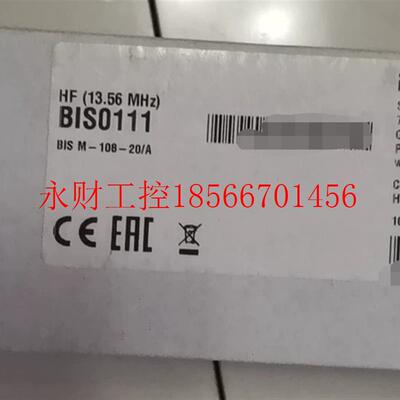 HF (13.56 MHz)
BIS0111
BIS M-108-20/A
永财工控18566701456
CE EAC